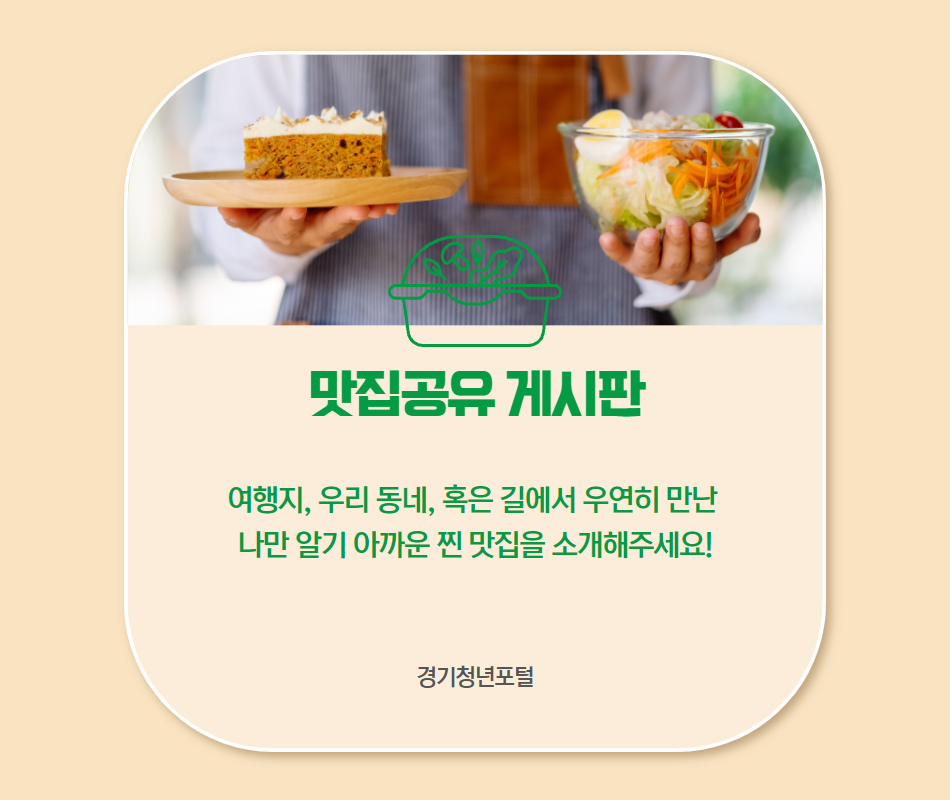 맛집공유 게시판
여행지, 우리 동네, 혹은 길에서 우연히 만난
나만 알기 아까운 찐 맛집을 소개해주세요!
경기청년포털